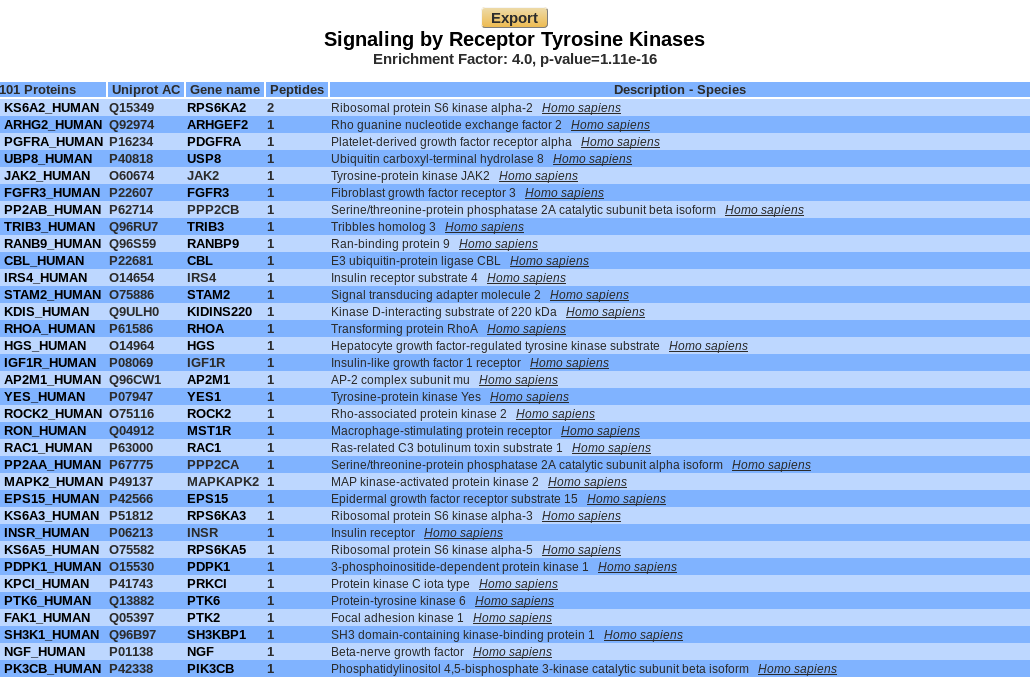 Export
Signaling by Receptor Tyrosine Kinases
Enrichment Factor: 4.0, p-value=1.11e-16
101 Proteins Uniprot AC Gene name Peptides Description - Species
KS6A2_HUMAN Q15349 RPS6KA2 2 Ribosomal protein S6 kinase alpha-2 Homo sapiens
ARHG2_HUMAN Q92974 ARHGEF2 1 Rho guanine nucleotide exchange factor 2 Homo sapiens
PGFRA_HUMAN P16234 PDGFRA 1 Platelet-derived growth factor receptor alpha Homo sapiens
UBP8_HUMAN P40818 USP8 1 Ubiquitin carboxyl-terminal hydrolase 8 Homo sapiens
JAK2_HUMAN O60674 JAK2 1 Tyrosine-protein kinase JAK2 Homo sapiens
FGFR3_HUMAN P22607 FGFR3 1 Fibroblast growth factor receptor 3 Homo sapiens
PP2AB_HUMAN P62714 PPP2CB 1 Serine/threonine-protein phosphatase 2A catalytic subunit beta isoform Homo sapiens
TRIB3_HUMAN Q96RU7 TRIB3 1 Tribbles homolog 3 Homo sapiens
RANB9_HUMAN Q96S59 RANBP9 1 Ran-binding protein 9 Homo sapiens
CBL_HUMAN P22681 CBL 1 E3 ubiquitin-protein ligase CBL Homo sapiens
IRS4_HUMAN O14654 IRS4 1 Insulin receptor substrate 4 Homo sapiens
STAM2_HUMAN O75886 STAM2 1 Signal transducing adapter molecule 2 Homo sapiens
KDIS_HUMAN Q9ULH0 KIDINS220 1 Kinase D-interacting substrate of 220 kDa Homo sapiens
RHOA_HUMAN P61586 RHOA 1 Transforming protein RhoA Homo sapiens
HGS_HUMAN O14964 HGS 1 Hepatocyte growth factor-regulated tyrosine kinase substrate Homo sapiens
IGF1R_HUMAN P08069 IGF1R 1 Insulin-like growth factor 1 receptor Homo sapiens
AP2M1_HUMAN Q96CW1 AP2M1 1 AP-2 complex subunit mu Homo sapiens
YES_HUMAN P07947 YES1 1 Tyrosine-protein kinase Yes Homo sapiens
ROCK2_HUMAN O75116 ROCK2 1 Rho-associated protein kinase 2 Homo sapiens
RON_HUMAN Q04912 MST1R 1 Macrophage-stimulating protein receptor Homo sapiens
RAC1_HUMAN P63000 RAC1 1 Ras-related C3 botulinum toxin substrate 1 Homo sapiens
PP2AA_HUMAN P67775 PPP2CA 1 Serine/threonine-protein phosphatase 2A catalytic subunit alpha isoform Homo sapiens
MAPK2_HUMAN P49137 MAPKAPK2 1 MAP kinase-activated protein kinase 2 Homo sapiens
EPS15_HUMAN P42566 EPS15 1 Epidermal growth factor receptor substrate 15 Homo sapiens
KS6A3_HUMAN P51812 RPS6KA3 1 Ribosomal protein S6 kinase alpha-3 Homo sapiens
INSR_HUMAN P06213 INSR 1 Insulin receptor Homo sapiens
KS6A5_HUMAN O75582 RPS6KA5 1 Ribosomal protein S6 kinase alpha-5 Homo sapiens
PDPK1_HUMAN O15530 PDPK1 1 3-phosphoinositide-dependent protein kinase 1 Homo sapiens
KPCI_HUMAN P41743 PRKCI 1 Protein kinase C iota type Homo sapiens
PTK6_HUMAN Q13882 PTK6 1 Protein-tyrosine kinase 6 Homo sapiens
FAK1_HUMAN Q05397 PTK2 1 Focal adhesion kinase 1 Homo sapiens
SH3K1_HUMAN Q96B97 SH3KBP1 1 SH3 domain-containing kinase-binding protein 1 Homo sapiens
NGF_HUMAN P01138 NGF 1 Beta-nerve growth factor Homo sapiens
PK3CB_HUMAN P42338 PIK3CB 1 Phosphatidylinositol 4,5-bisphosphate 3-kinase catalytic subunit beta isoform Homo sapiens